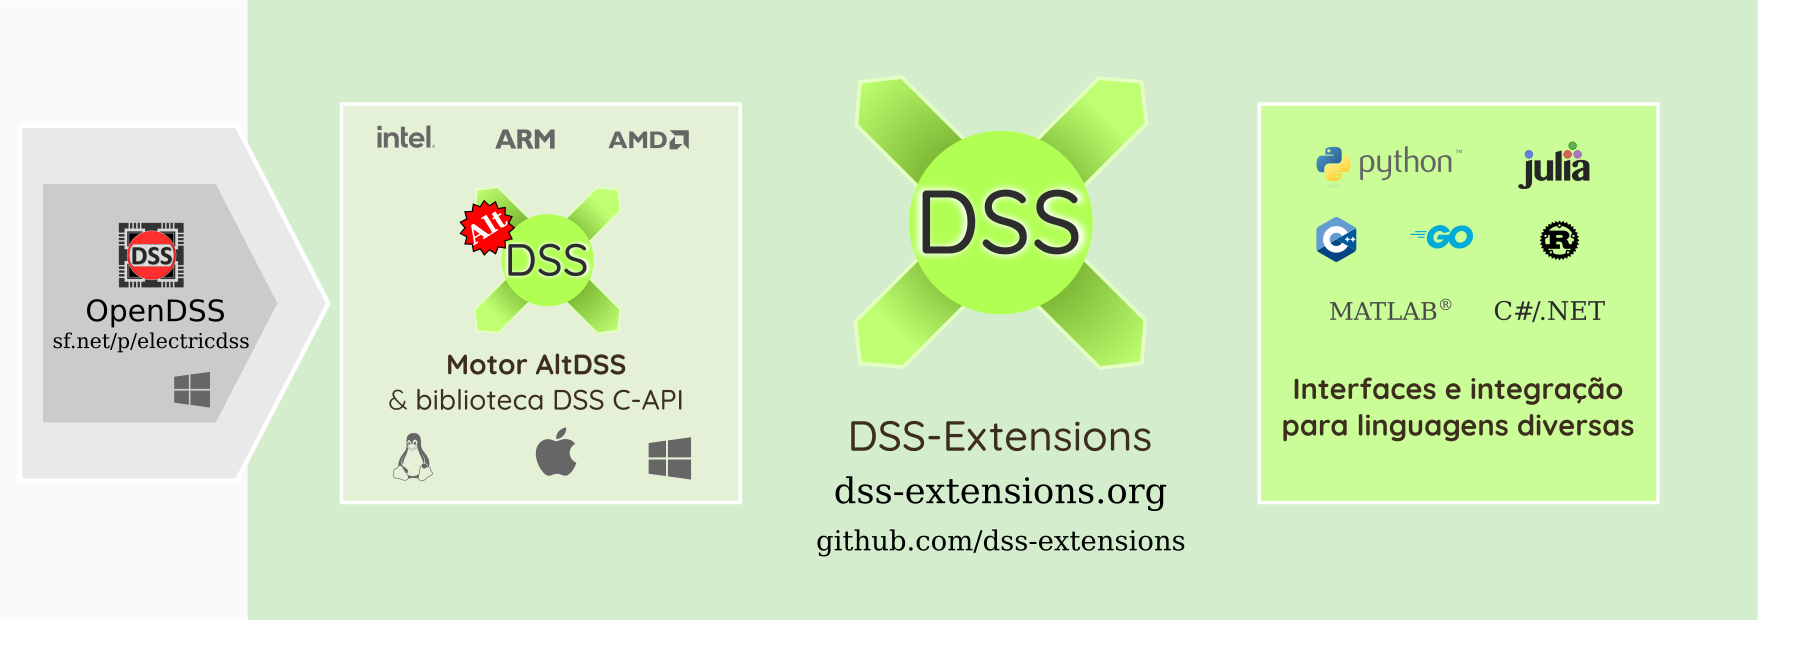 DSS
OpenDSS
sf.net/p/electricdss
intel.
ARM
AMD
Alt
DSS
Motor AltDSS
& biblioteca DSS C-API
DSS
DSS-Extensions
dss-extensions.org
github.com/dss-extensions
python™
julia
C++
GO
R
MATLAB®
C#/.NET
Interfaces e integração
para linguagens diversas